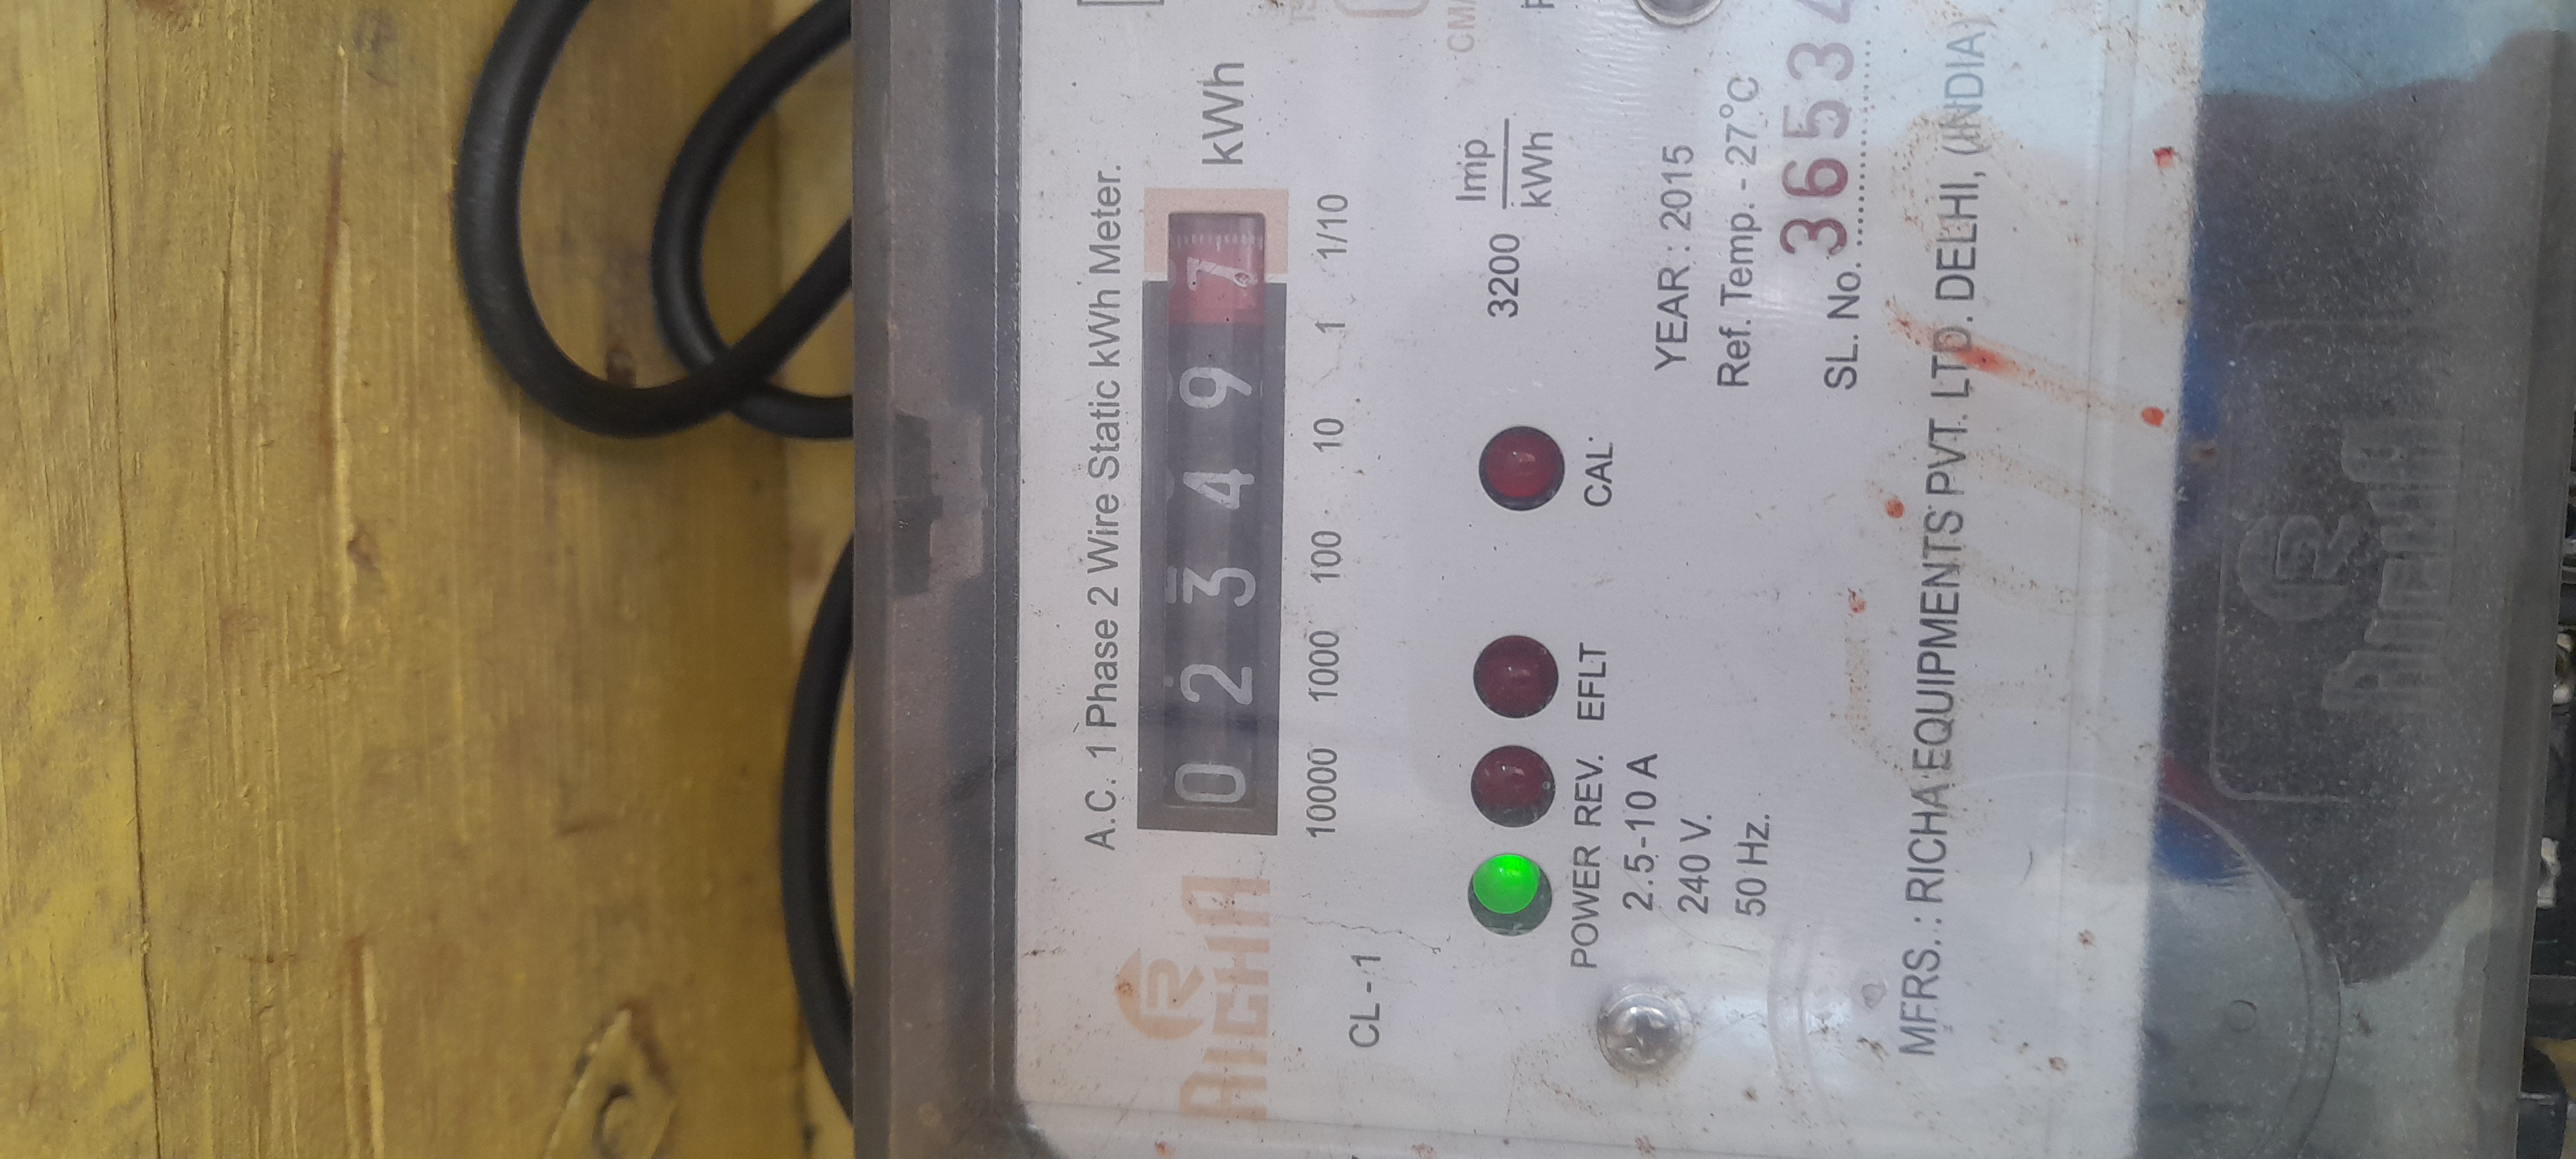 A.C. 1 Phase 2 Wire Static kWh Meter.
RICHA
0 2 3 4 9 7 kWh
10000 1000 100 10 1 1/10
CL-1
3200 Imp
kWh
POWER REV. EFLT CAL
2.5-10 A
240 V.
50 Hz.
YEAR : 2015
Ref. Temp. - 27°C
SL. No. 36534
MFRS. : RICHA EQUIPMENTS PVT. LTD. DELHI, (INDIA)
RICHA